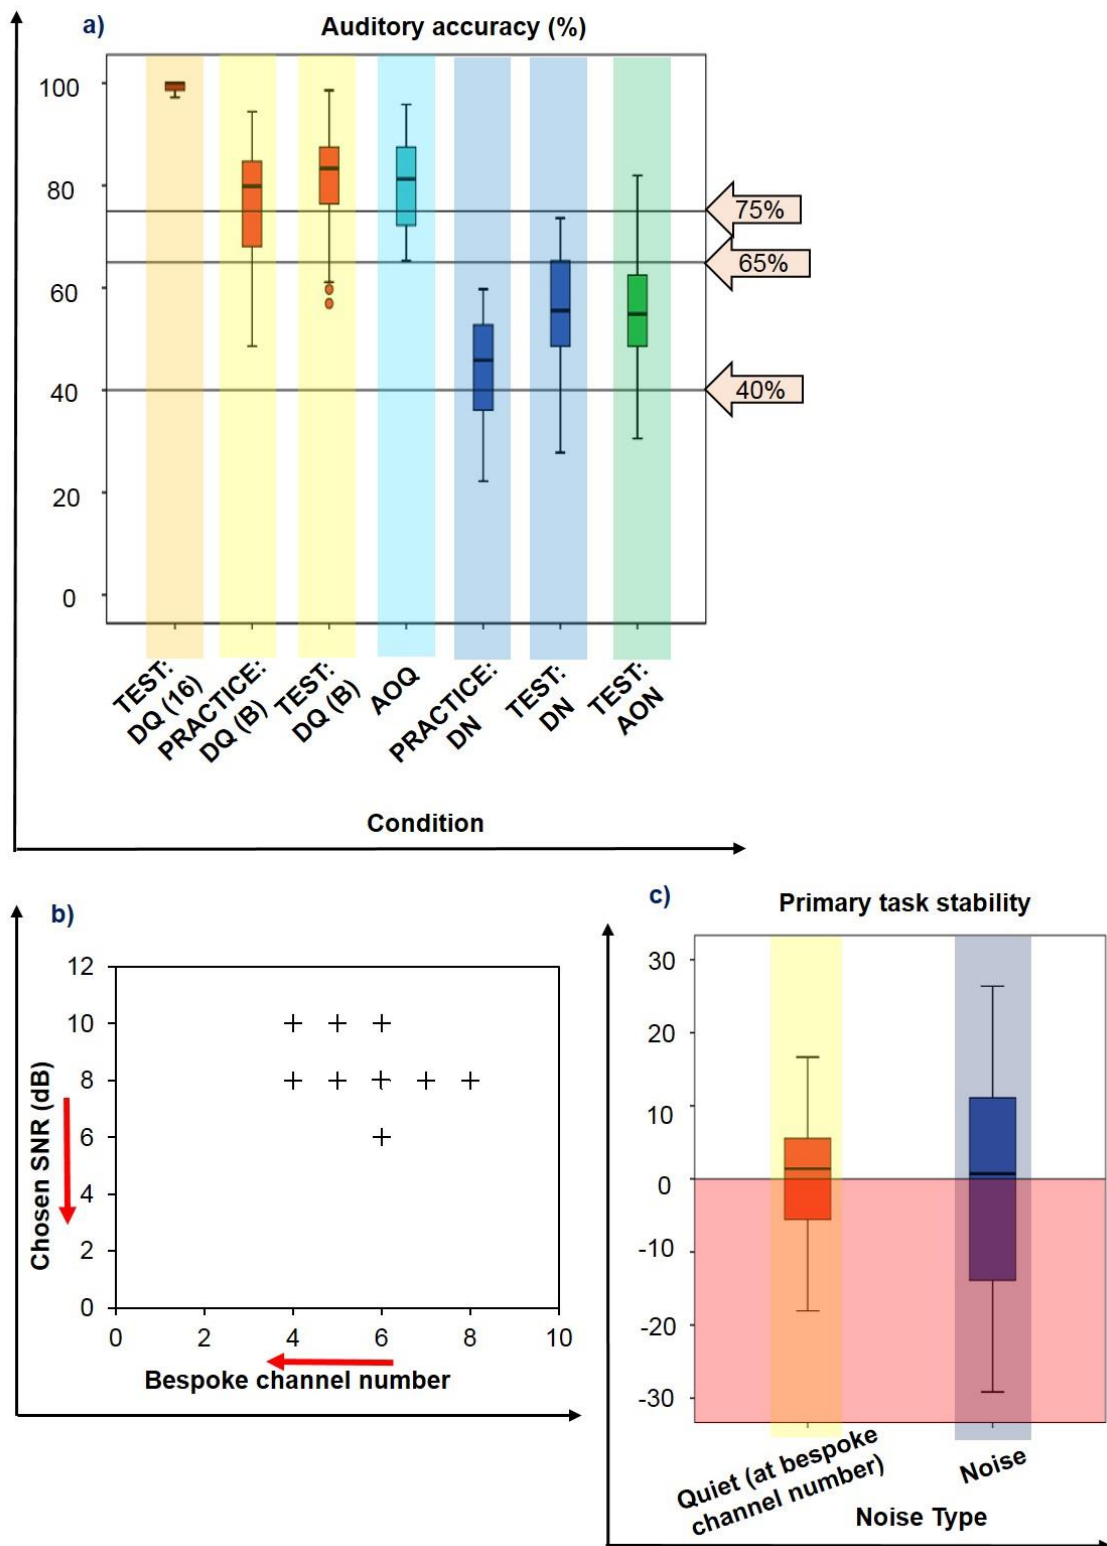 a)
Auditory accuracy (%)
100
80
60
40
20
0
75%
65%
40%
TEST:
DQ (16)
PRACTICE:
DQ (B)
TEST:
DQ (B)
AOQ
PRACTICE:
DN
TEST:
DN
TEST:
AON
Condition
b)
12
10
8
6
4
2
0
Chosen SNR (dB)
0 2 4 6 8 10
Bespoke channel number
c)
Primary task stability
30
20
10
0
-10
-20
-30
Quiet (at bespoke
channel number)
Noise
Noise Type